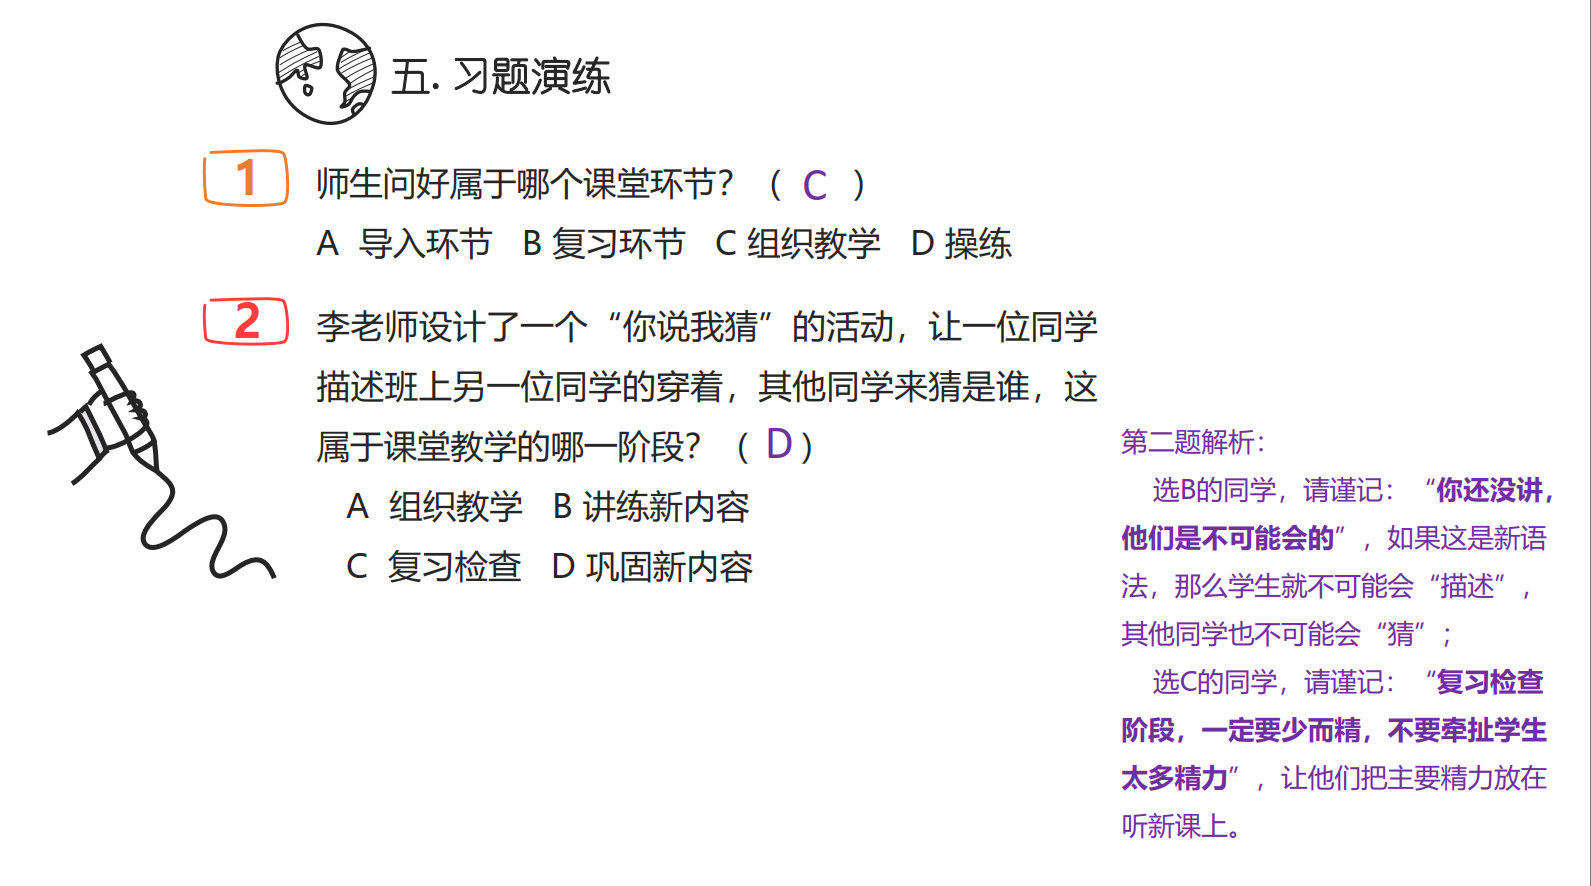 五. 习题演练
1 师生问好属于哪个课堂环节？（ C ）
A 导入环节 B 复习环节 C 组织教学 D 操练
2 李老师设计了一个“你说我猜”的活动，让一位同学
描述班上另一位同学的穿着，其他同学来猜是谁，这
属于课堂教学的哪一阶段？（ D ）
A 组织教学 B 讲练新内容
C 复习检查 D 巩固新内容
第二题解析：
选B的同学，请谨记：“你还没讲，
他们是不可能会的”，如果这是新语
法，那么学生就不可能会“描述”，
其他同学也不可能会“猜”；
选C的同学，请谨记：“复习检查
阶段，一定要少而精，不要牵扯学生
太多精力”，让他们把主要精力放在
听新课上。